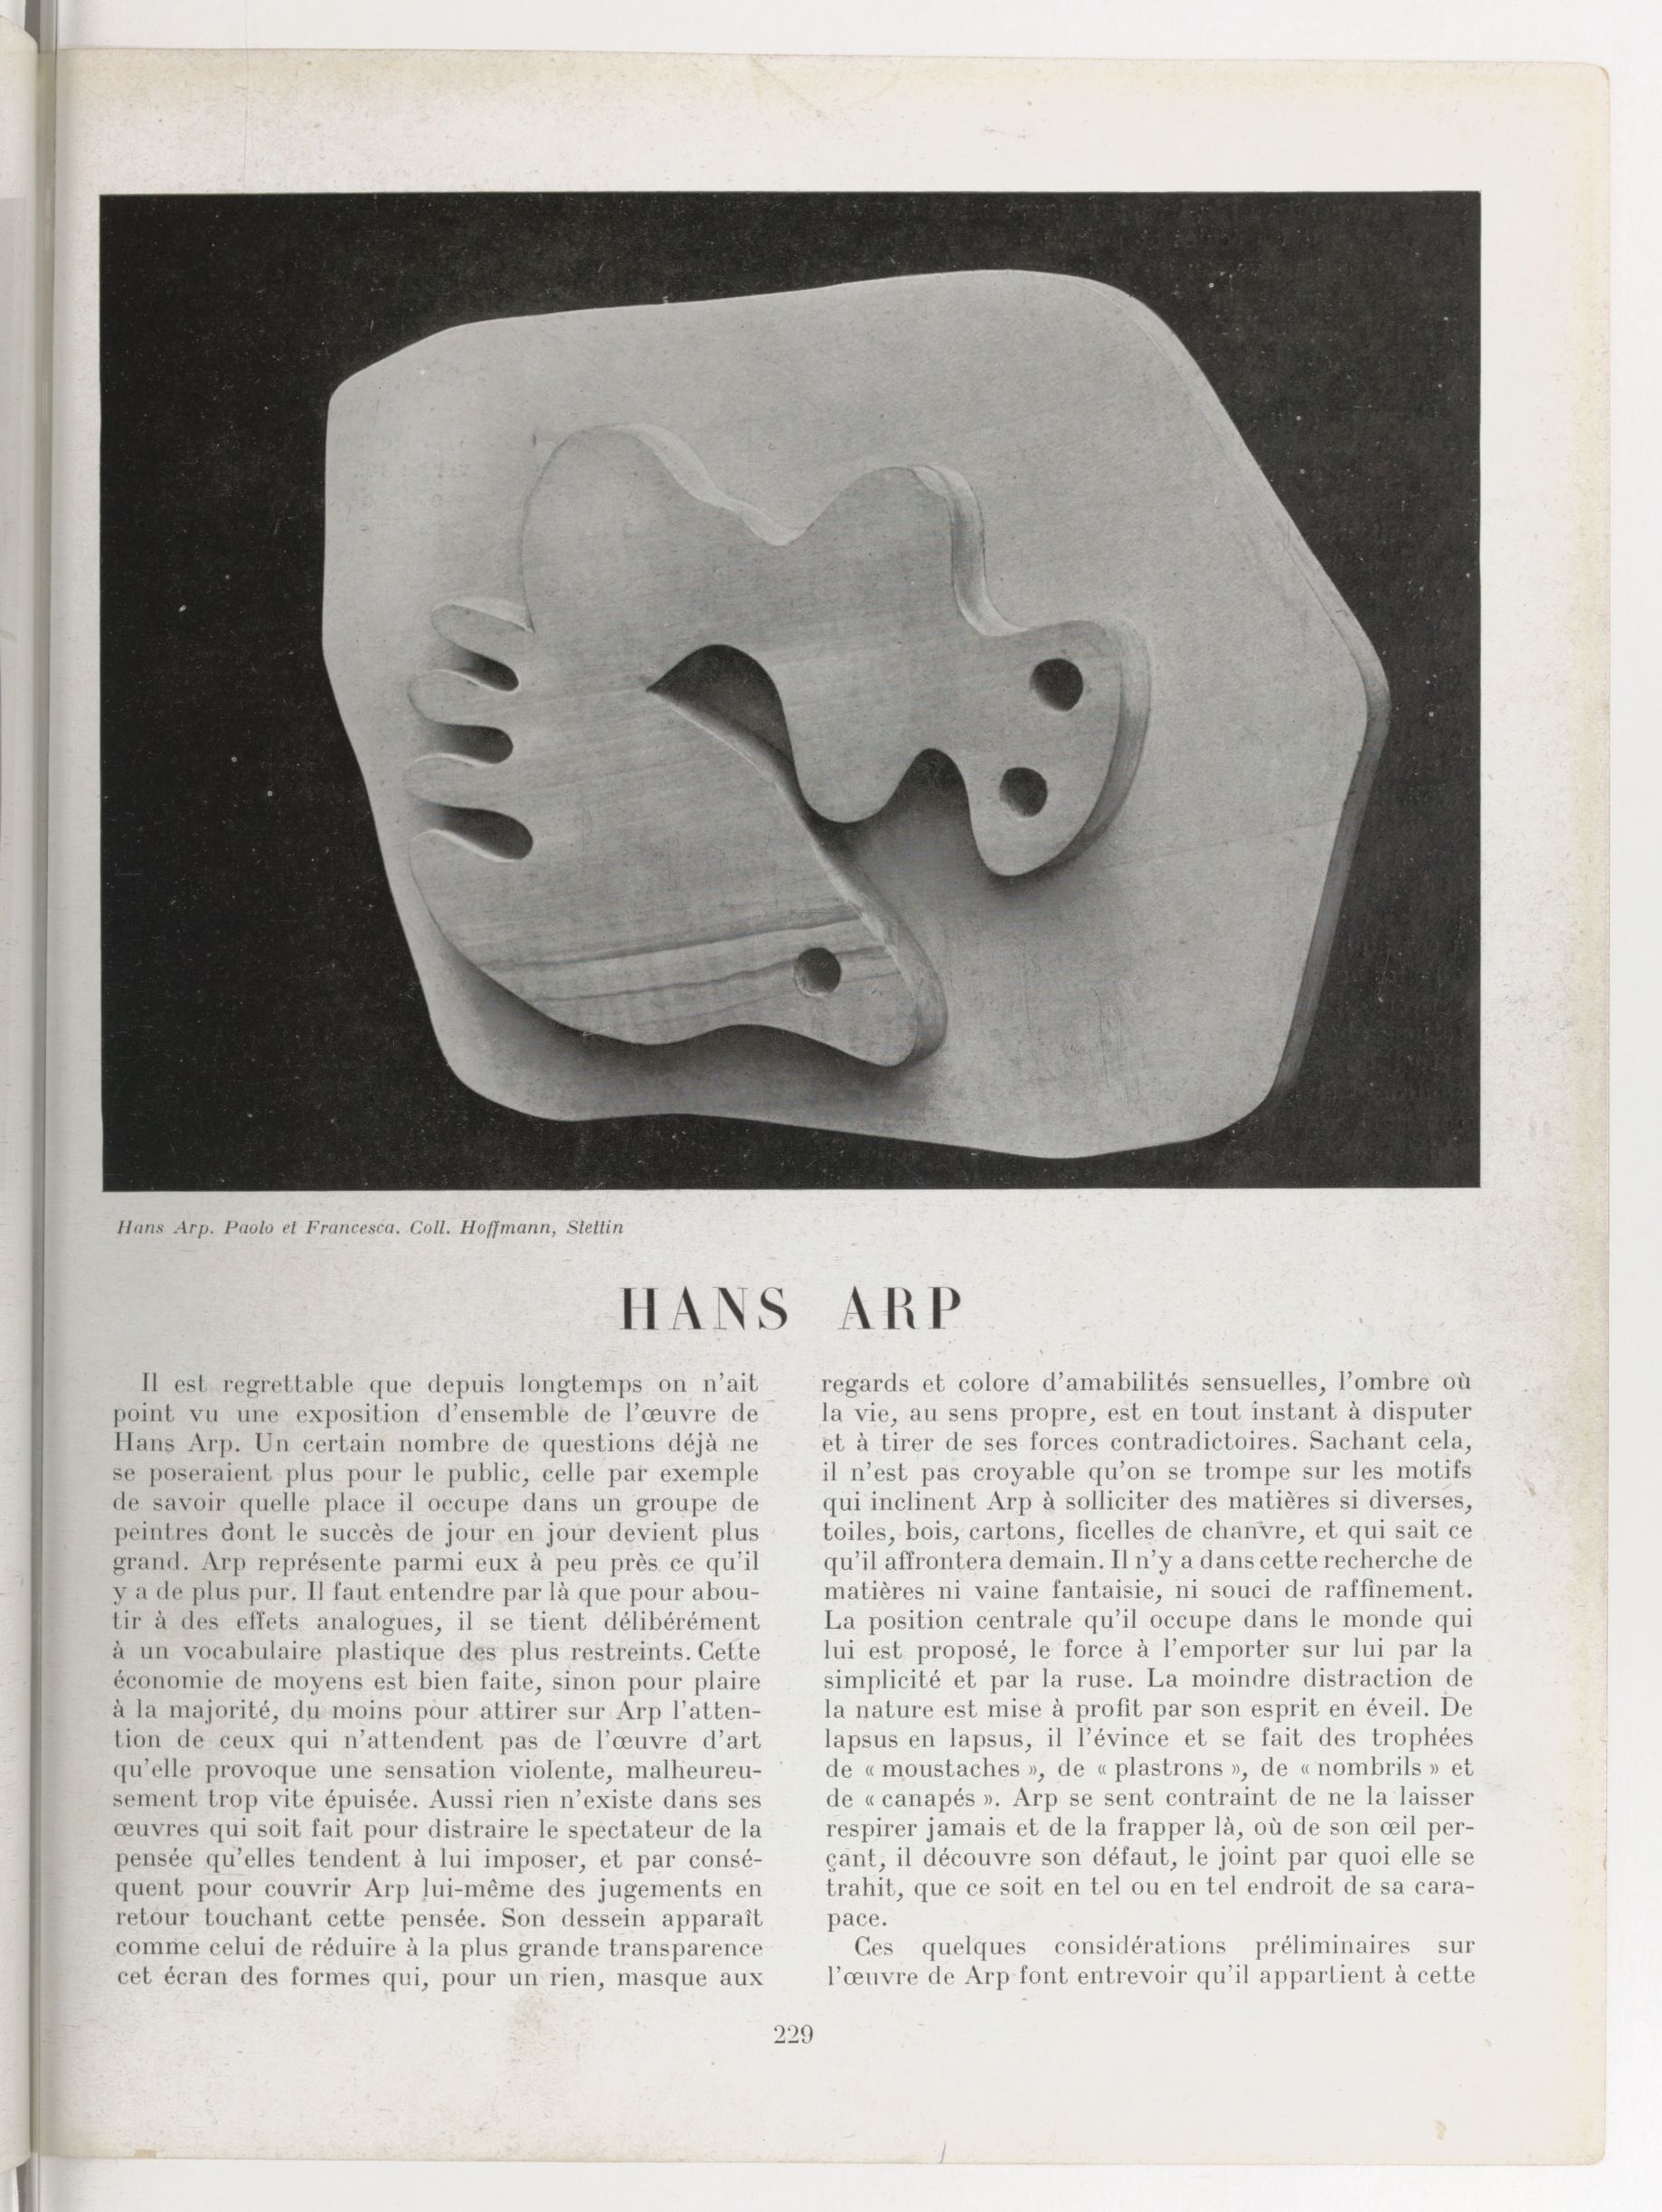 Hans Arp. Paolo et Francesca. Coll. Hoffmann, Stettin
HANS ARP
Il est regrettable que depuis longtemps on n'ait
point vu une exposition d'ensemble de l'œuvre de
Hans Arp. Un certain nombre de questions déjà ne
se poseraient plus pour le public, celle par exemple
de savoir quelle place il occupe dans un groupe de
peintres dont le succès de jour en jour devient plus
grand. Arp représente parmi eux à peu près ce qu'il
y a de plus pur. Il faut entendre par là que pour abou-
tir à des effets analogues, il se tient délibérément
à un vocabulaire plastique des plus restreints. Cette
économie de moyens est bien faite, sinon pour plaire
à la majorité, du moins pour attirer sur Arp l'atten-
tion de ceux qui n'attendent pas de l'œuvre d'art
qu'elle provoque une sensation violente, malheureu-
sement trop vite épuisée. Aussi rien n'existe dans ses
œuvres qui soit fait pour distraire le spectateur de la
pensée qu'elles tendent à lui imposer, et par consé-
quent pour couvrir Arp lui-même des jugements en
retour touchant cette pensée. Son dessein apparaît
comme celui de réduire à la plus grande transparence
cet écran des formes qui, pour un rien, masque aux
regards et colore d'amabilités sensuelles, l'ombre où
la vie, au sens propre, est en tout instant à disputer
et à tirer de ses forces contradictoires. Sachant cela,
il n'est pas croyable qu'on se trompe sur les motifs
qui inclinent Arp à solliciter des matières si diverses,
toiles, bois, cartons, ficelles de chanvre, et qui sait ce
qu'il affrontera demain. Il n'y a dans cette recherche de
matières ni vaine fantaisie, ni souci de raffinement.
La position centrale qu'il occupe dans le monde qui
lui est proposé, le force à l'emporter sur lui par la
simplicité et par la ruse. La moindre distraction de
la nature est mise à profit par son esprit en éveil. De
lapsus en lapsus, il l'évince et se fait des trophées
de « moustaches », de « plastrons », de « nombrils » et
de « canapés ». Arp se sent contraint de ne la laisser
respirer jamais et de la frapper là, où de son œil per-
çant, il découvre son défaut, le joint par quoi elle se
trahit, que ce soit en tel ou en tel endroit de sa cara-
pace.
Ces quelques considérations préliminaires sur
l'œuvre de Arp font entrevoir qu'il appartient à cette
229